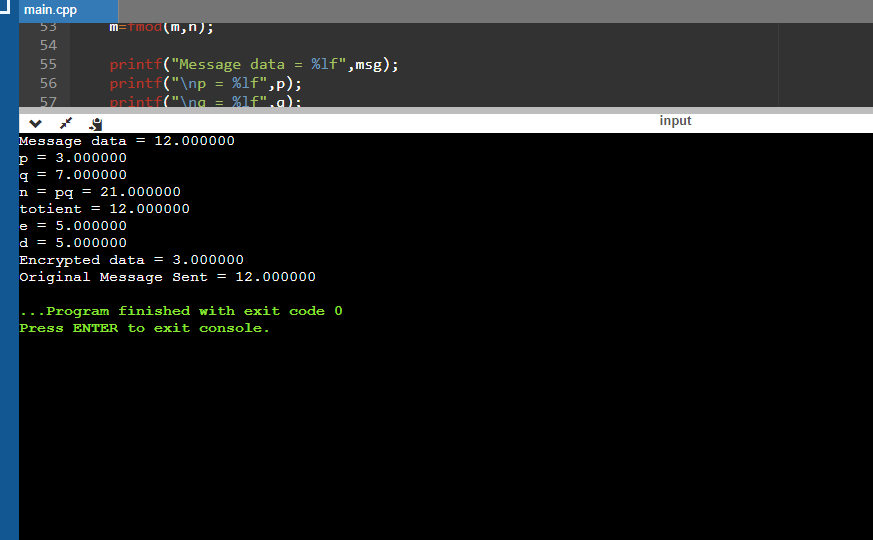 main.cpp
53 m=fmod(m,n);
54
55 printf("Message data = %lf",msg);
56 printf("\np = %lf",p);
57 printf("\nq = %lf",q);
input
Message data = 12.000000
p = 3.000000
q = 7.000000
n = pq = 21.000000
totient = 12.000000
e = 5.000000
d = 5.000000
Encrypted data = 3.000000
Original Message Sent = 12.000000
...Program finished with exit code 0
Press ENTER to exit console.